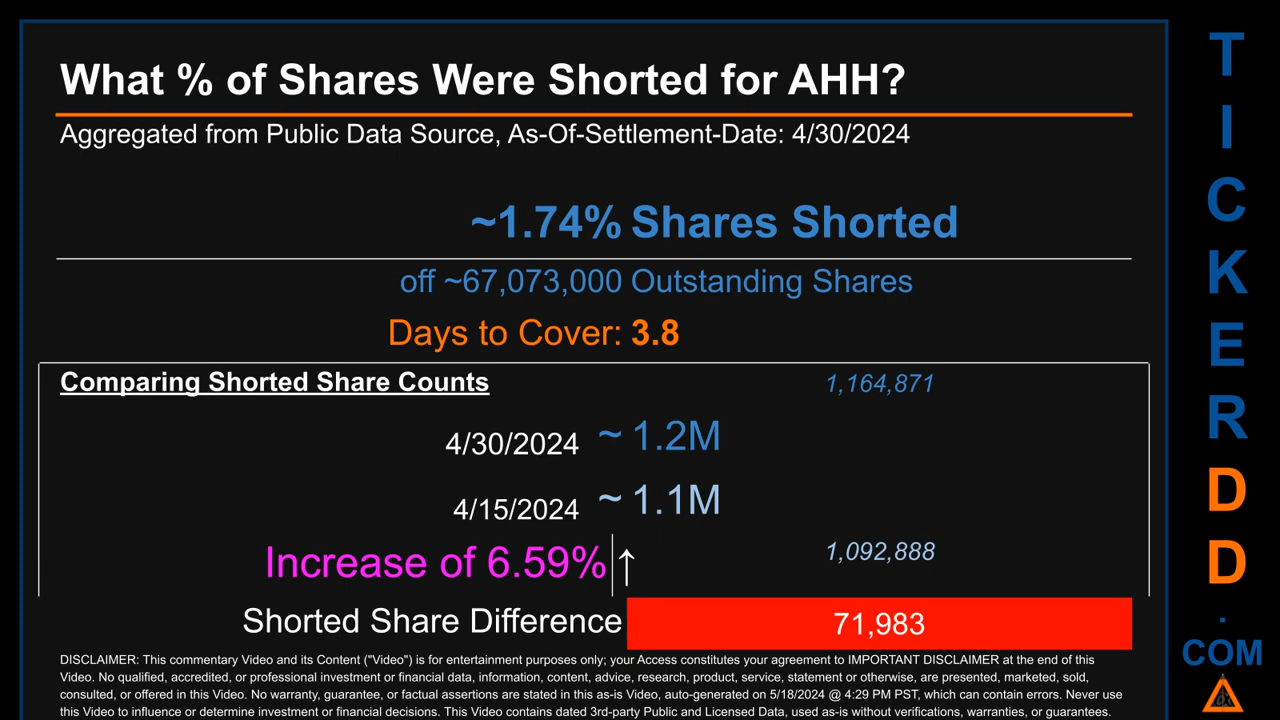 What % of Shares Were Shorted for AHH?
Aggregated from Public Data Source, As-Of-Settlement-Date: 4/30/2024
~1.74% Shares Shorted
off ~67,073,000 Outstanding Shares
Days to Cover: 3.8
Comparing Shorted Share Counts
1,164,871
4/30/2024 ~ 1.2M
4/15/2024 ~ 1.1M
Increase of 6.59% ↑
1,092,888
Shorted Share Difference 71,983
DISCLAIMER: This commentary Video and its Content ("Video") is for entertainment purposes only; your Access constitutes your agreement to IMPORTANT DISCLAIMER at the end of this
Video. No qualified, accredited, or professional investment or financial data, information, content, advice, research, product, service, statement or otherwise, are presented, marketed, sold,
consulted, or offered in this Video. No warranty, guarantee, or factual assertions are stated in this as-is Video, auto-generated on 5/18/2024 @ 4:29 PM PST, which can contain errors. Never use
this Video to influence or determine investment or financial decisions. This Video contains dated 3rd-party Public and Licensed Data, used as-is without verifications, warranties, or guarantees.
T
I
C
K
E
R
D
D
.
COM